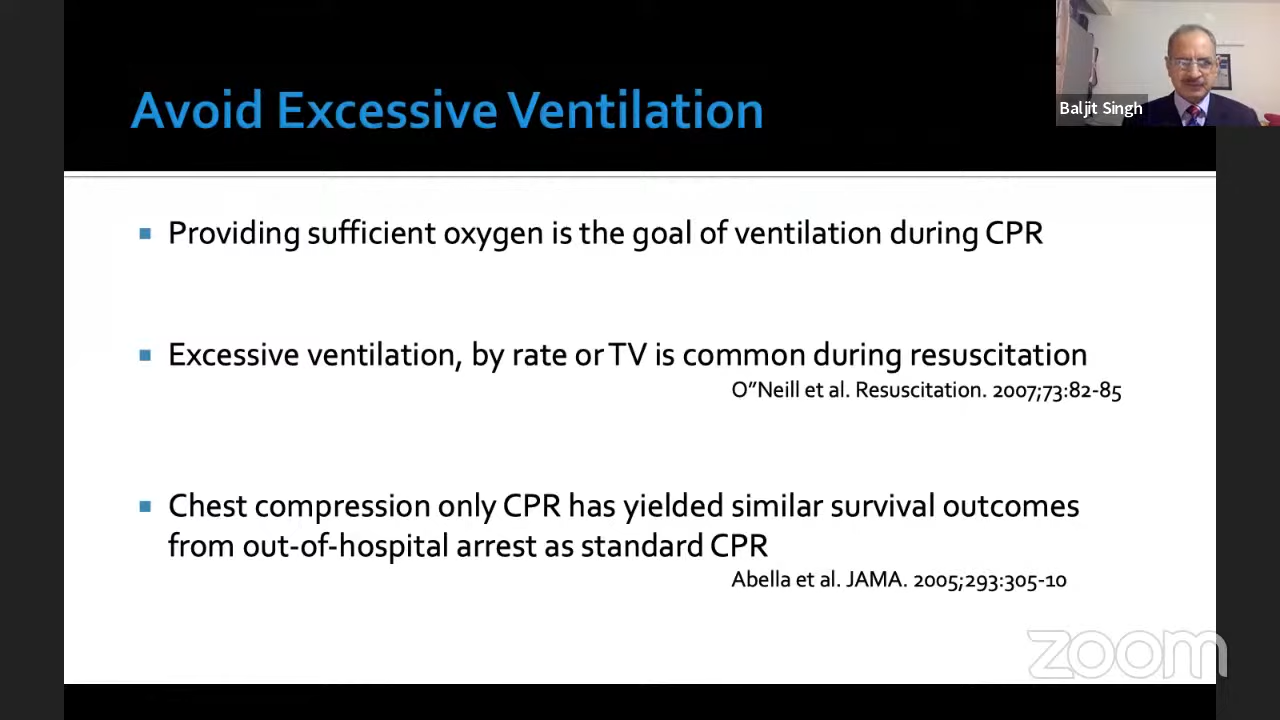 Avoid Excessive Ventilation
Baljit Singh
Providing sufficient oxygen is the goal of ventilation during CPR
Excessive ventilation, by rate or TV is common during resuscitation
O”Neill et al. Resuscitation. 2007;73:82-85
Chest compression only CPR has yielded similar survival outcomes
from out-of-hospital arrest as standard CPR
Abella et al. JAMA. 2005;293:305-10
zoom